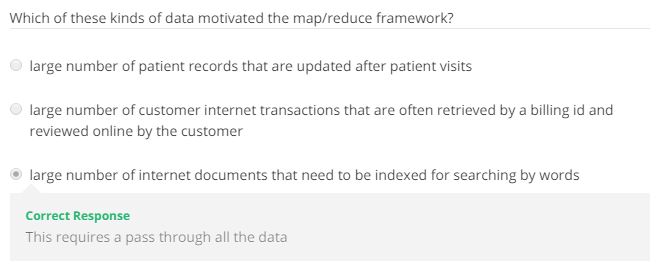 Which of these kinds of data motivated the map/reduce framework?
large number of patient records that are updated after patient visits
large number of customer internet transactions that are often retrieved by a billing id and
reviewed online by the customer
large number of internet documents that need to be indexed for searching by words
Correct Response
This requires a pass through all the data